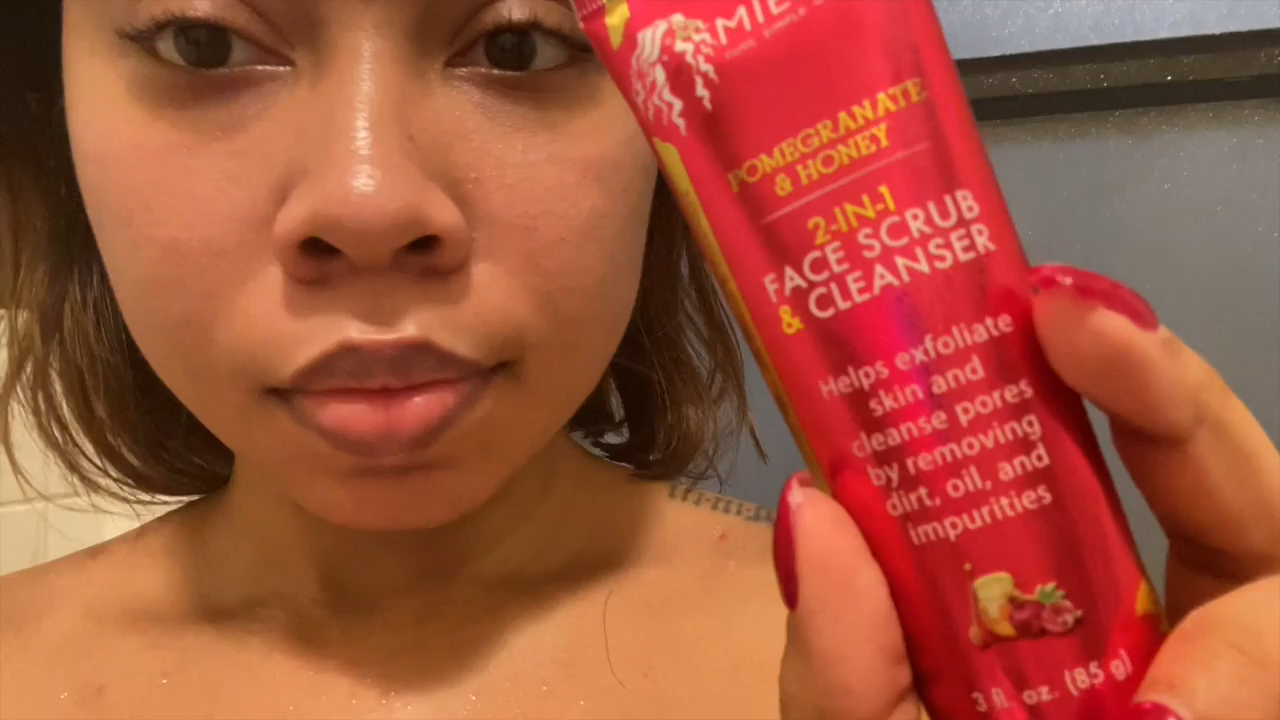 MIE
POMEGRANATE
& HONEY
2-IN-1
FACE SCRUB
& CLEANSER
Helps exfoliate
skin and
cleanse pores
by removing
dirt, oil, and
impurities
3 fl. oz. (85 g)